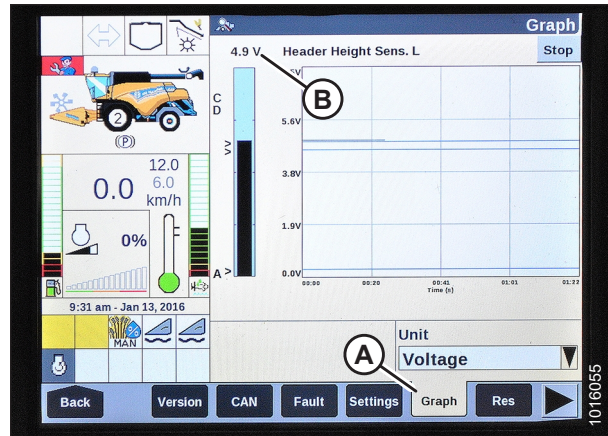 Graph
4.9 V
Header Height Sens. L
Stop
B
C
D
5.6V
3.8V
1.9V
0.0V
A
00:00
00:20
00:41
01:01
01:22
Time (s)
2
(P)
12.0
6.0
0.0
km/h
F
0%
9:31 am - Jan 13, 2016
%
MAN
A
Unit
Voltage
Back
Version
CAN
Fault
Settings
Graph
Res
1016055